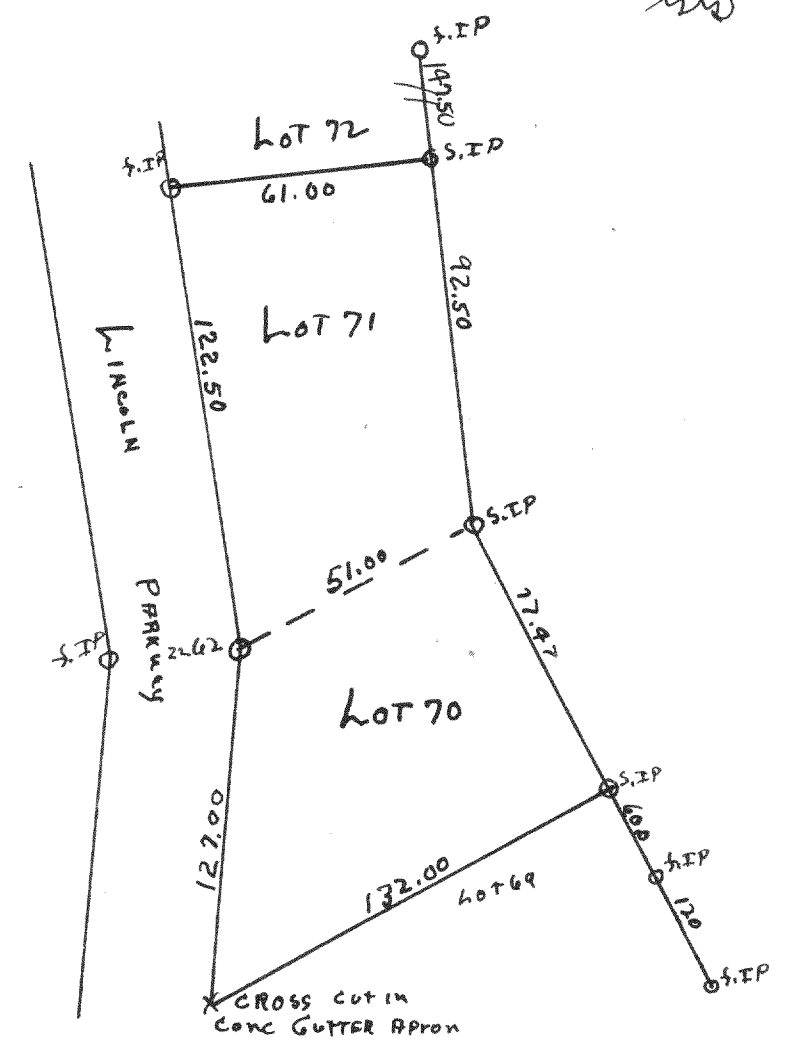 f.IP
147.50
LOT 72
f.IP
S.IP
61.00
92.50
LOT 71
122.50
LINCOLN
S.IP
51.00
PARKWAY
f.IP
LOT 70
77.47
S.IP
127.00
600
132.00
LOT 69
f.IP
120
f.IP
CROSS CUT IN
CONC GUTTER APRON